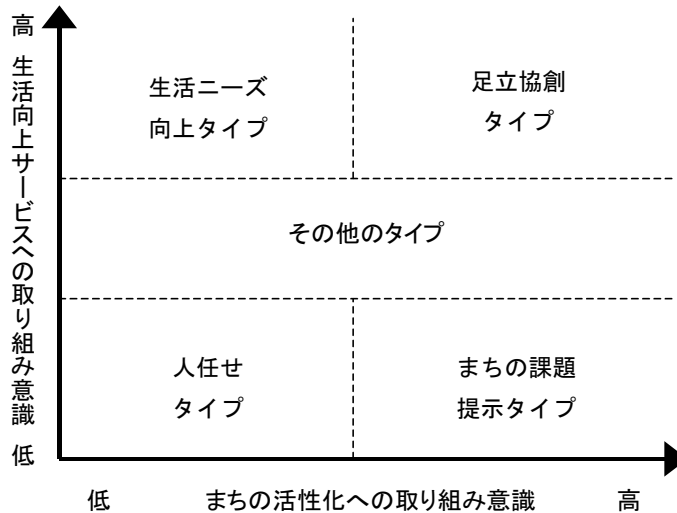 高
生活向上サービスへの取り組み意識
低
生活ニーズ
向上タイプ
足立協創
タイプ
その他のタイプ
人任せ
タイプ
まちの課題
提示タイプ
低
まちの活性化への取り組み意識
高